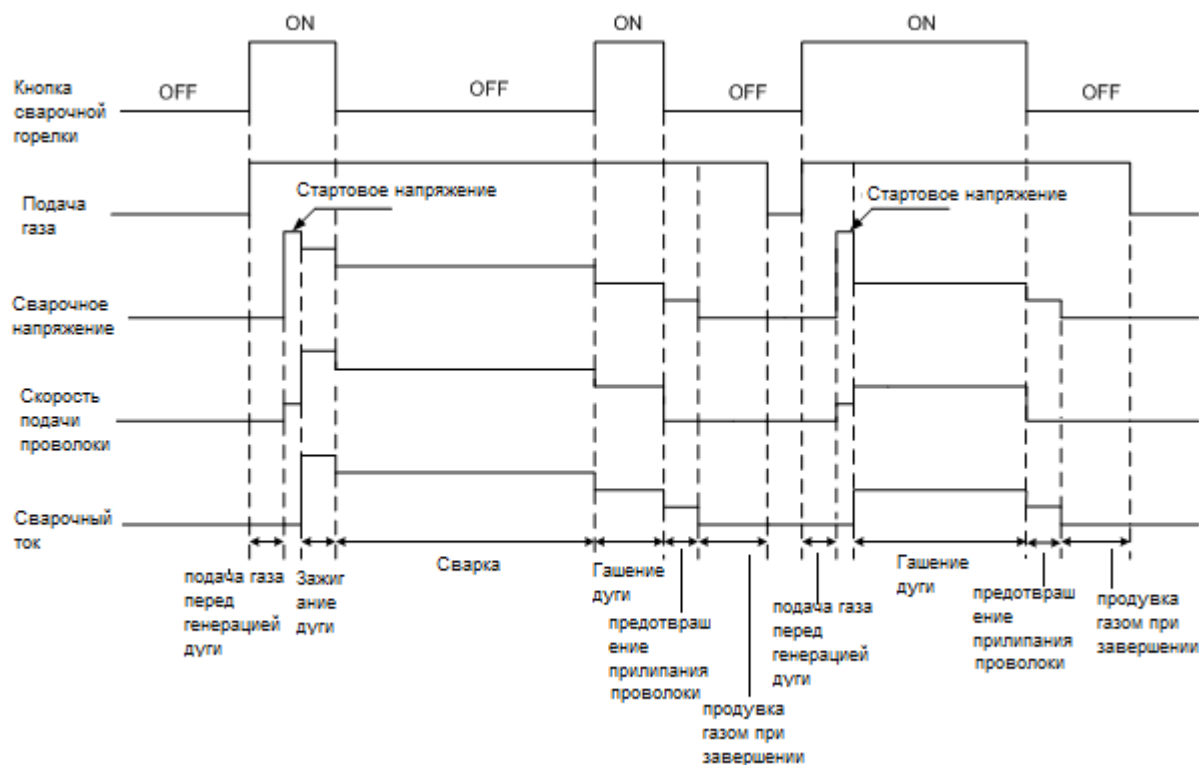 ON
ON
ON
Кнопка
сварочной
горелки
OFF
OFF
OFF
OFF
Подача
газа
Стартовое напряжение
Стартовое напряжение
Сварочное
напряжение
Скорость
подачи
проволоки
Сварочный
ток
подача газа
перед
генерацией
дуги
Зажиг
ание
дуги
Сварка
Гашение
дуги
предотвращ
ение
прилипания
проволоки
продувка
газом при
завершении
подача газа
перед
генерацией
дуги
Гашение
дуги
предотвращ
ение
прилипания
проволоки
продувка
газом при
завершении